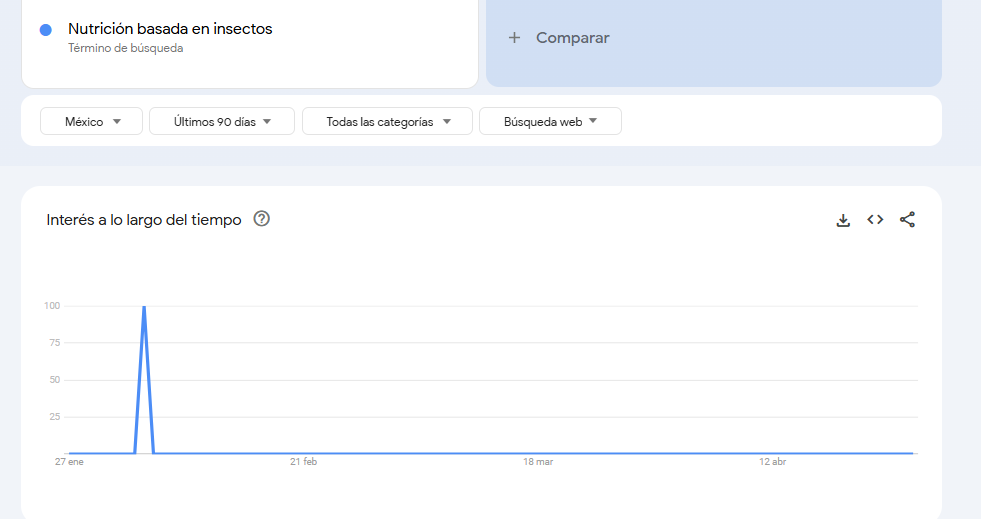 Nutrición basada en insectos
Término de búsqueda
+ Comparar
México
Últimos 90 días
Todas las categorías
Búsqueda web
Interés a lo largo del tiempo
100
75
50
25
27 ene
21 feb
18 mar
12 abr